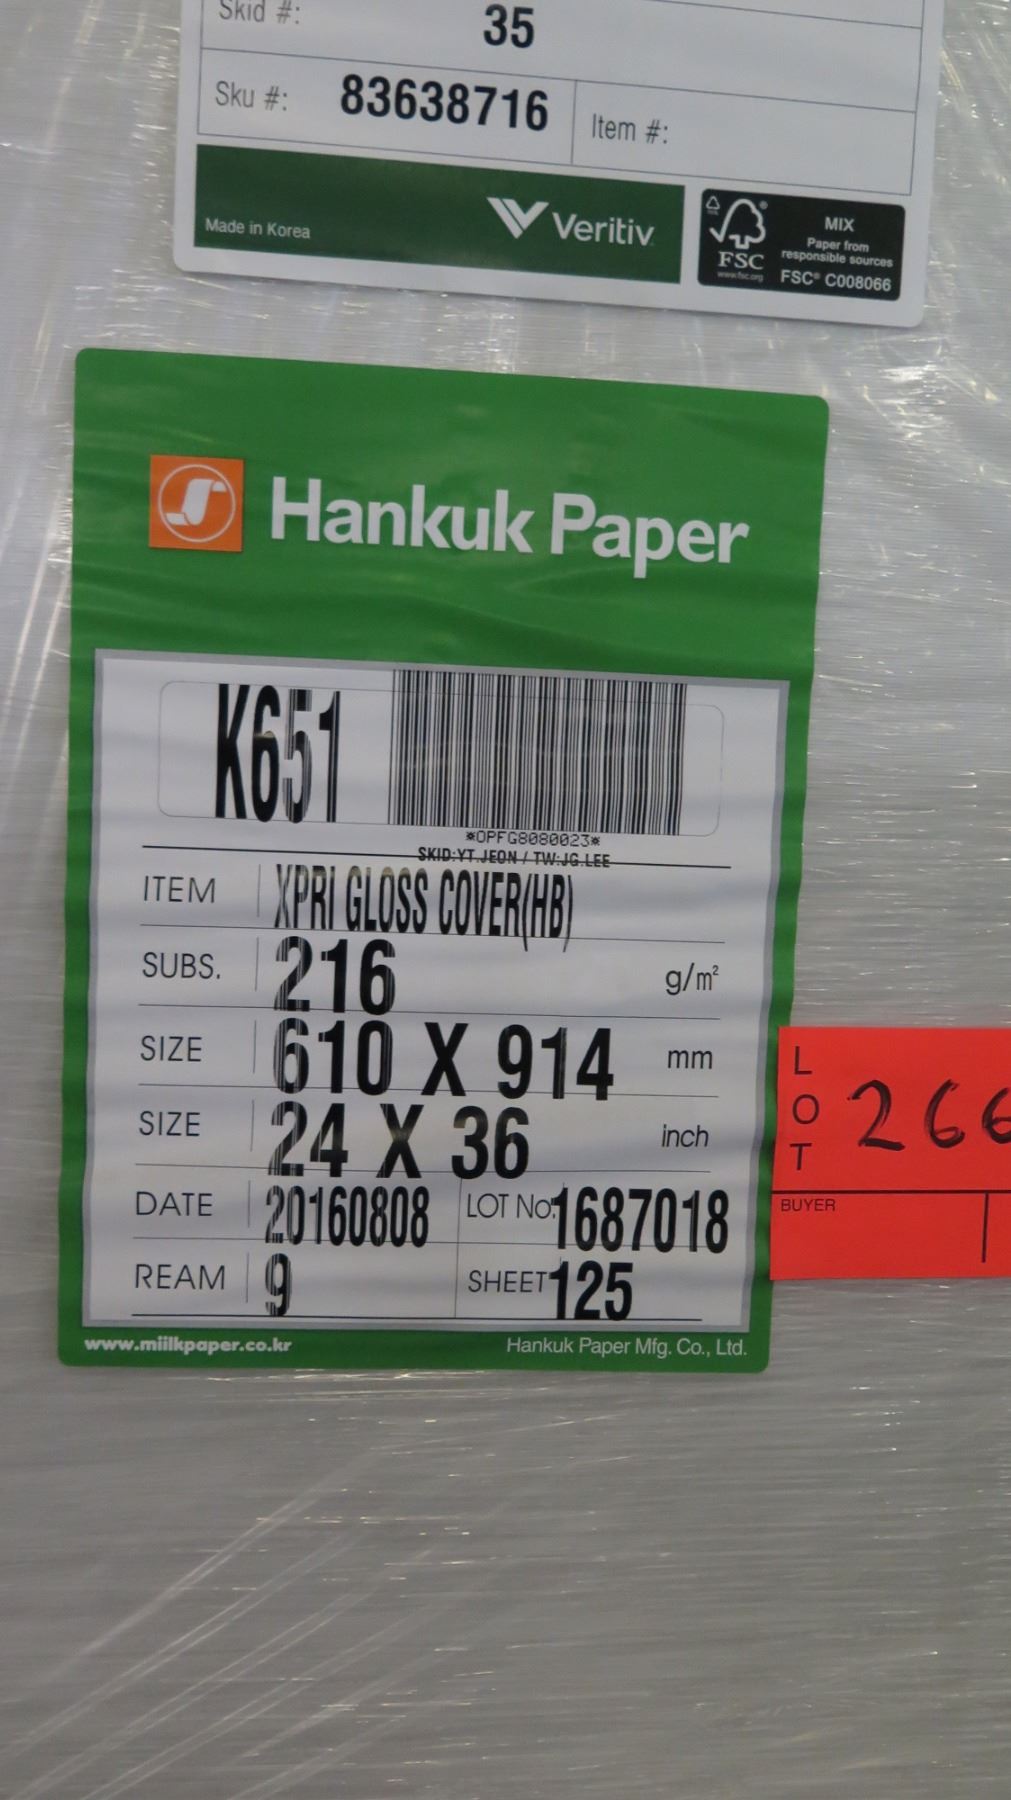 Skid #: 35
Sku #: 83638716 Item #:
Made in Korea Veritiv
FSC
www.fsc.org
MIX
Paper from
responsible sources
FSC® C008066
Hankuk Paper
K651
*OPFG8080023*
SKID:YT.JEON / TW:JG.LEE
ITEM XPRI GLOSS COVER(HB)
SUBS. 216 g/m²
SIZE 610 X 914 mm
SIZE 24 X 36 inch
DATE 20160808 LOT No. 1687018
REAM 9 SHEET 125
www.miilkpaper.co.kr Hankuk Paper Mfg. Co., Ltd.
LOT 266
BUYER